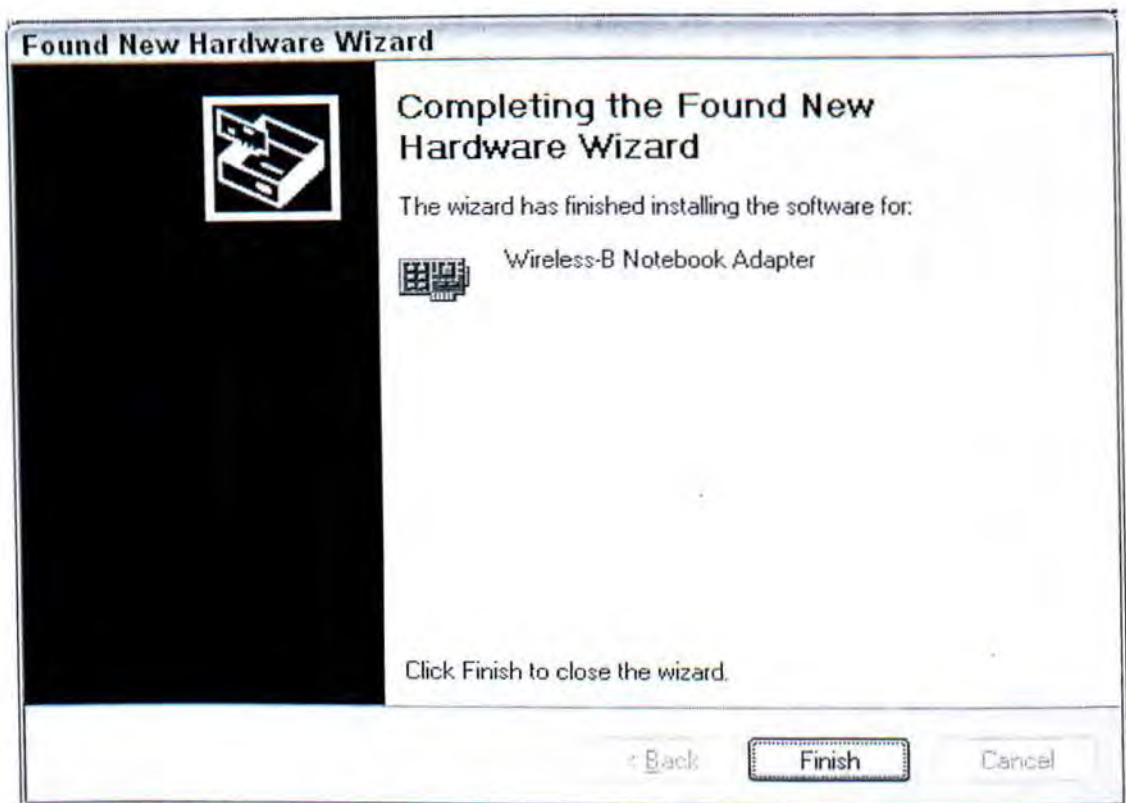 Found New Hardware Wizard
Completing the Found New
Hardware Wizard
The wizard has finished installing the software for:
Wireless-B Notebook Adapter
Click Finish to close the wizard.
< Back
Finish
Cancel